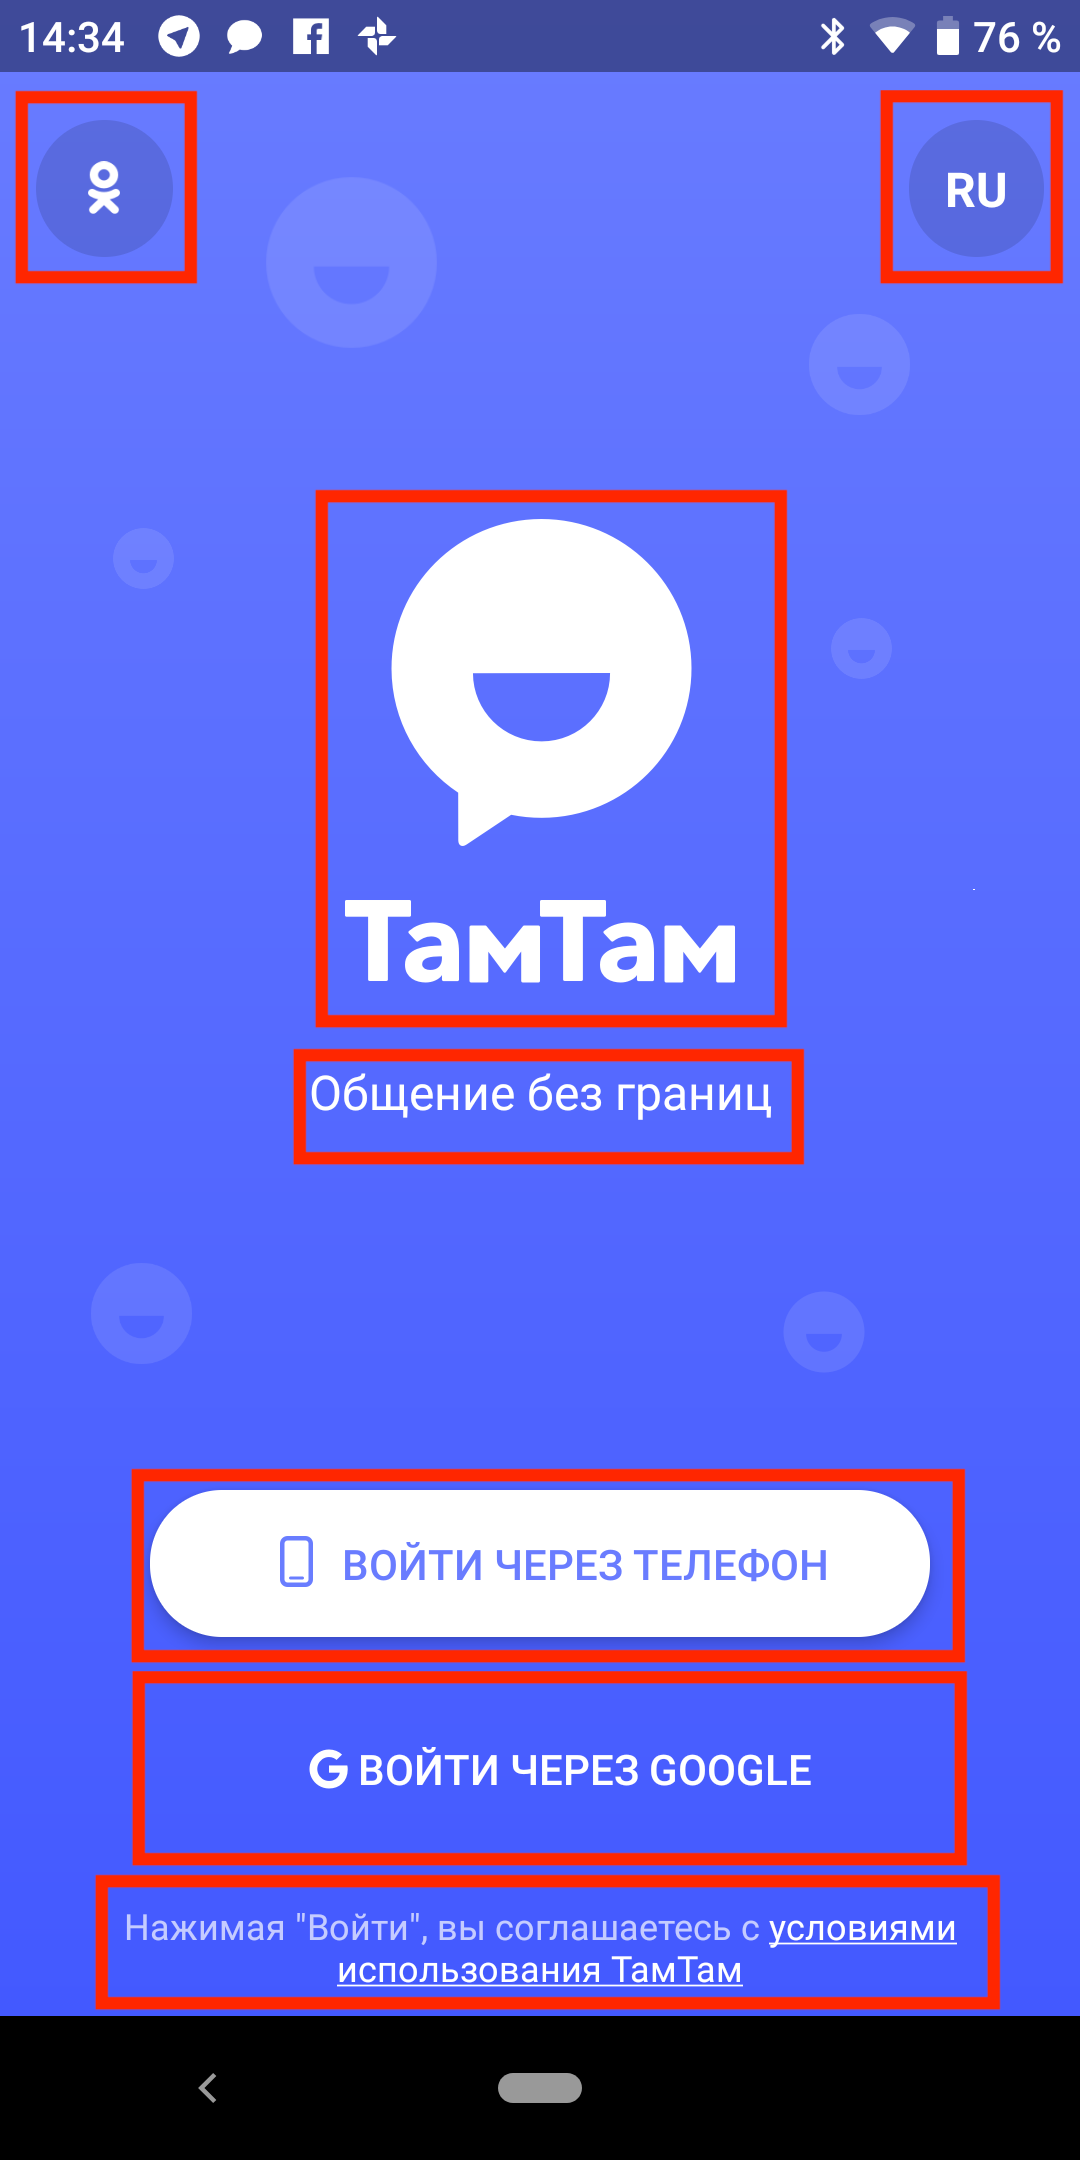 14:34
76 %
RU
ТамТам
Общение без границ
ВОЙТИ ЧЕРЕЗ ТЕЛЕФОН
ВОЙТИ ЧЕРЕЗ GOOGLE
Нажимая "Войти", вы соглашаетесь с условиями
использования ТамТам